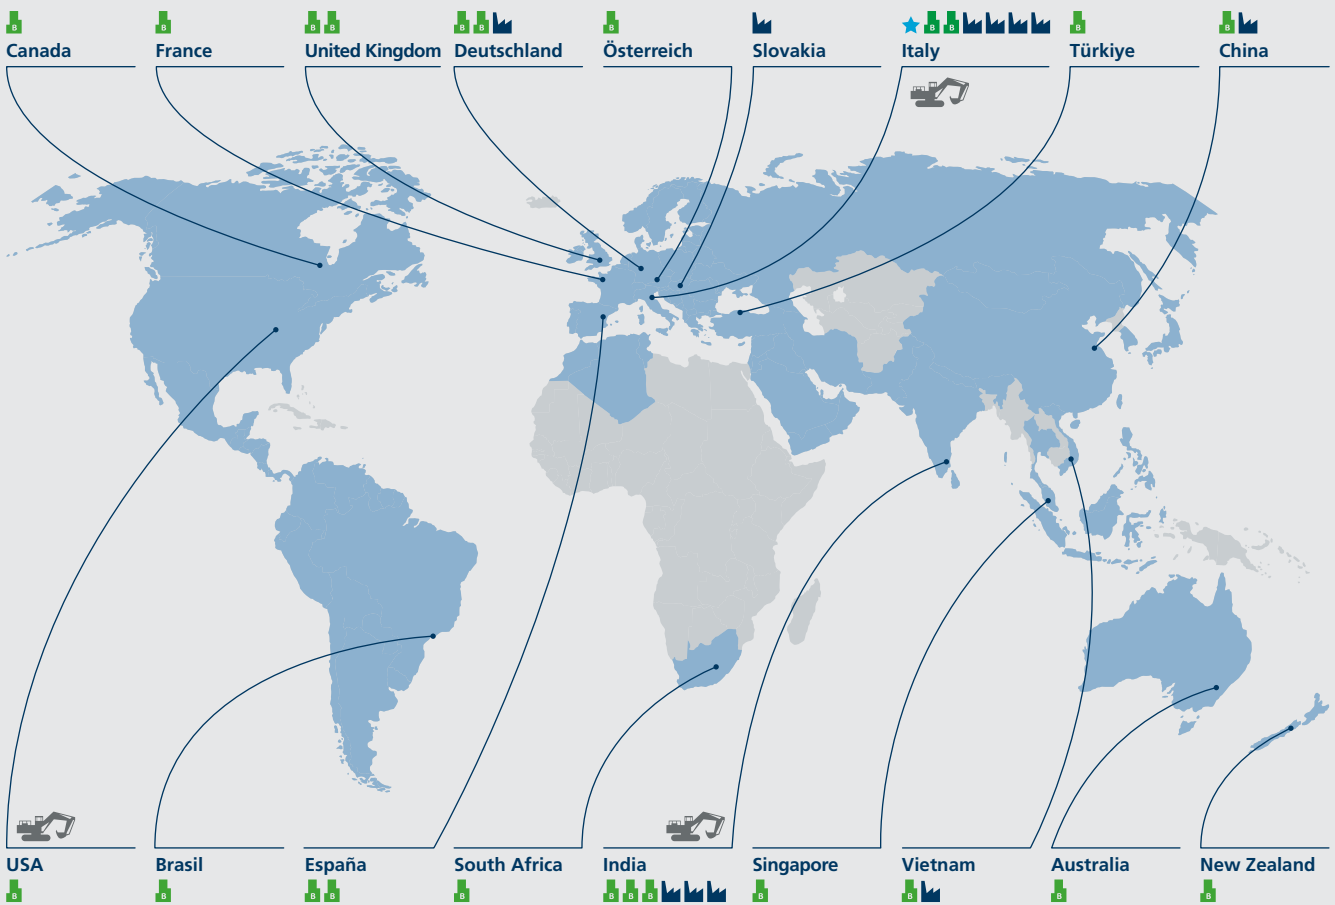 B B B B B B B B B B B
Canada France United Kingdom Deutschland Österreich Slovakia Italy Türkiye China
USA Brasil España South Africa India Singapore Vietnam Australia New Zealand
B B B B B B B B B B B B